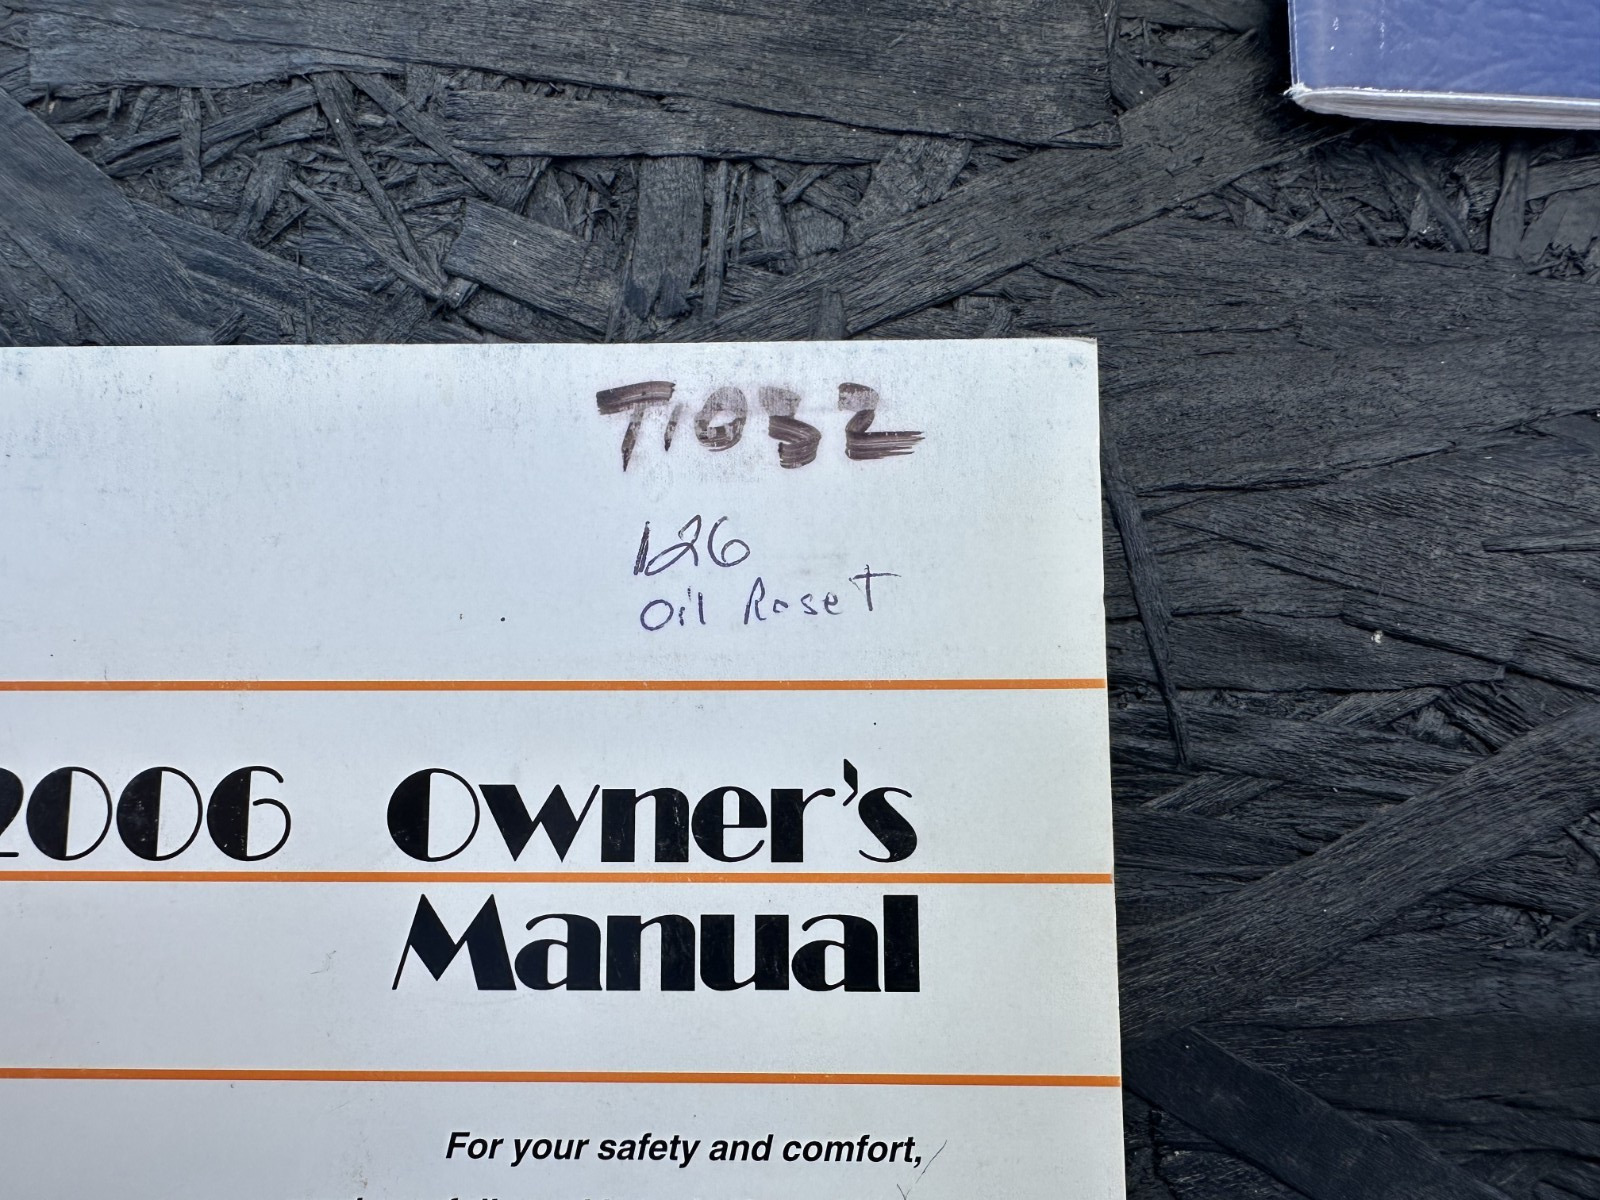 T1032
126
Oil Reset
2006 Owner's
Manual
For your safety and comfort,